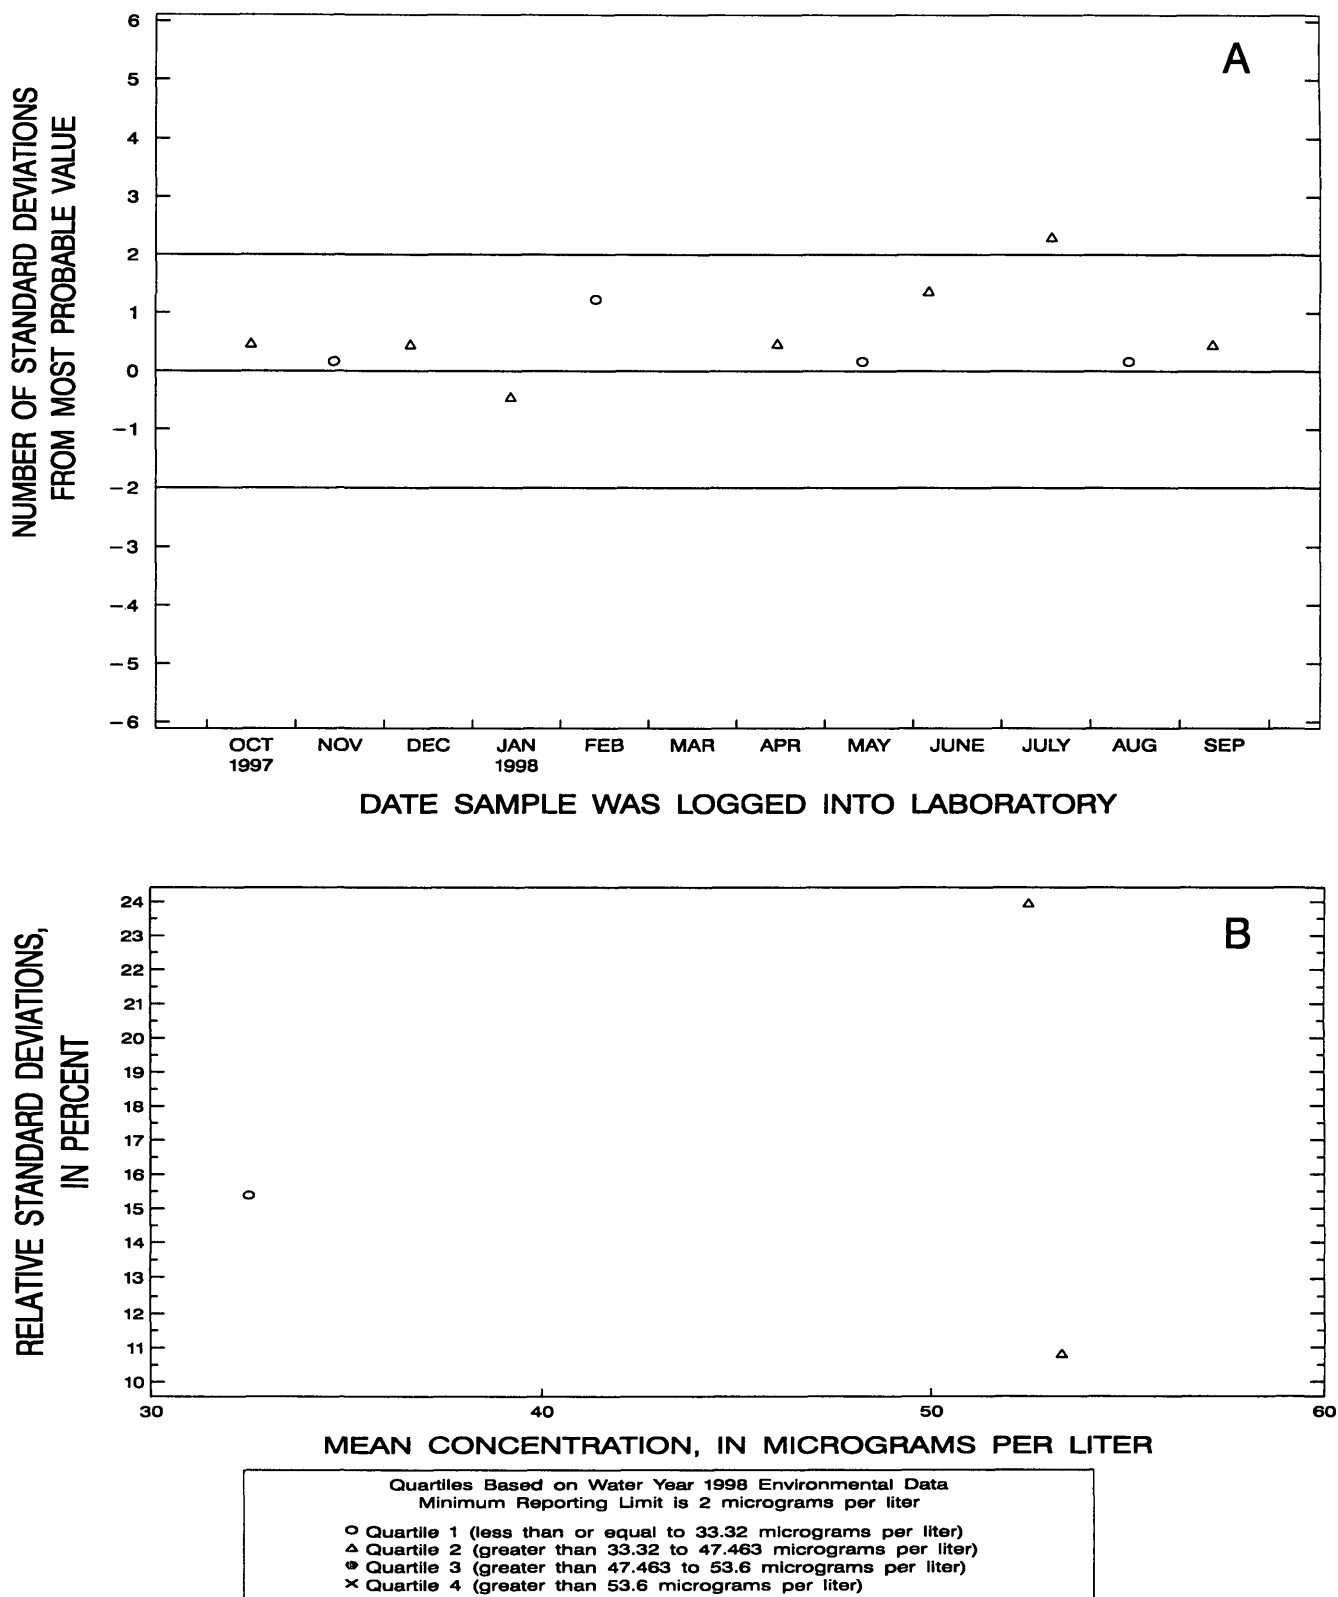 A
NUMBER OF STANDARD DEVIATIONS
FROM MOST PROBABLE VALUE
6
5
4
3
2
1
0
-1
-2
-3
-4
-5
-6
OCT NOV DEC JAN FEB MAR APR MAY JUNE JULY AUG SEP
1997 1998
DATE SAMPLE WAS LOGGED INTO LABORATORY
B
RELATIVE STANDARD DEVIATIONS,
IN PERCENT
24
23
22
21
20
19
18
17
16
15
14
13
12
11
10
30 40 50 60
MEAN CONCENTRATION, IN MICROGRAMS PER LITER
Quartiles Based on Water Year 1998 Environmental Data
Minimum Reporting Limit is 2 micrograms per liter
Quartile 1 (less than or equal to 33.32 micrograms per liter)
Quartile 2 (greater than 33.32 to 47.463 micrograms per liter)
Quartile 3 (greater than 47.463 to 53.6 micrograms per liter)
Quartile 4 (greater than 53.6 micrograms per liter)